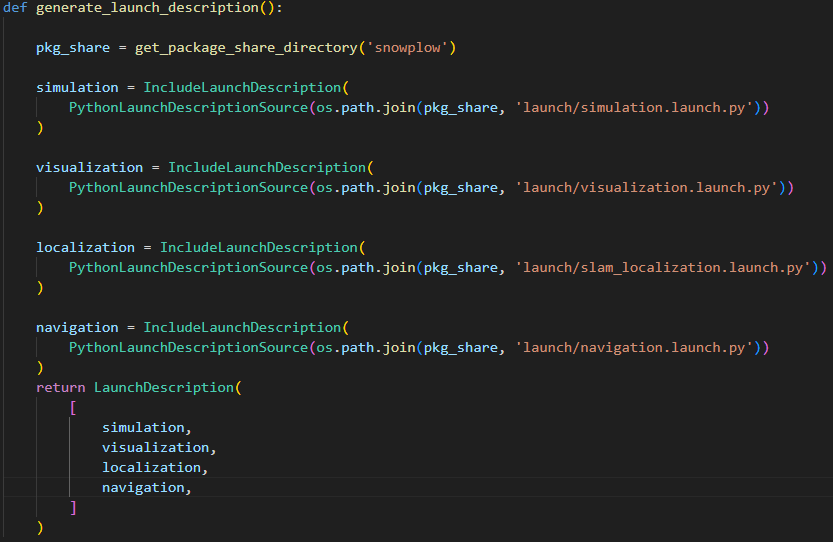 def generate_launch_description():
    pkg_share = get_package_share_directory('snowplow')
    simulation = IncludeLaunchDescription(
        PythonLaunchDescriptionSource(os.path.join(pkg_share, 'launch/simulation.launch.py'))
    )
    visualization = IncludeLaunchDescription(
        PythonLaunchDescriptionSource(os.path.join(pkg_share, 'launch/visualization.launch.py'))
    )
    localization = IncludeLaunchDescription(
        PythonLaunchDescriptionSource(os.path.join(pkg_share, 'launch/slam_localization.launch.py'))
    )
    navigation = IncludeLaunchDescription(
        PythonLaunchDescriptionSource(os.path.join(pkg_share, 'launch/navigation.launch.py'))
    )
    return LaunchDescription(
        [
            simulation,
            visualization,
            localization,
            navigation,
        ]
    )